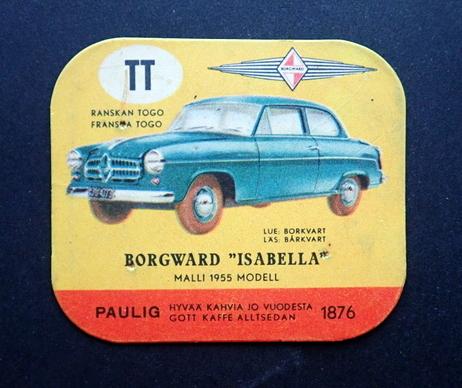 TT
BORGWARD
RANSKAN TOGO
FRANSKA TOGO
LUE: BORKVART
LÄS: BÅRKVART
BORGWARD "ISABELLA"
MALLI 1955 MODELL
PAULIG HYVÄÄ KAHVIA JO VUODESTA 1876
GOTT KAFFE ALLTSEDAN